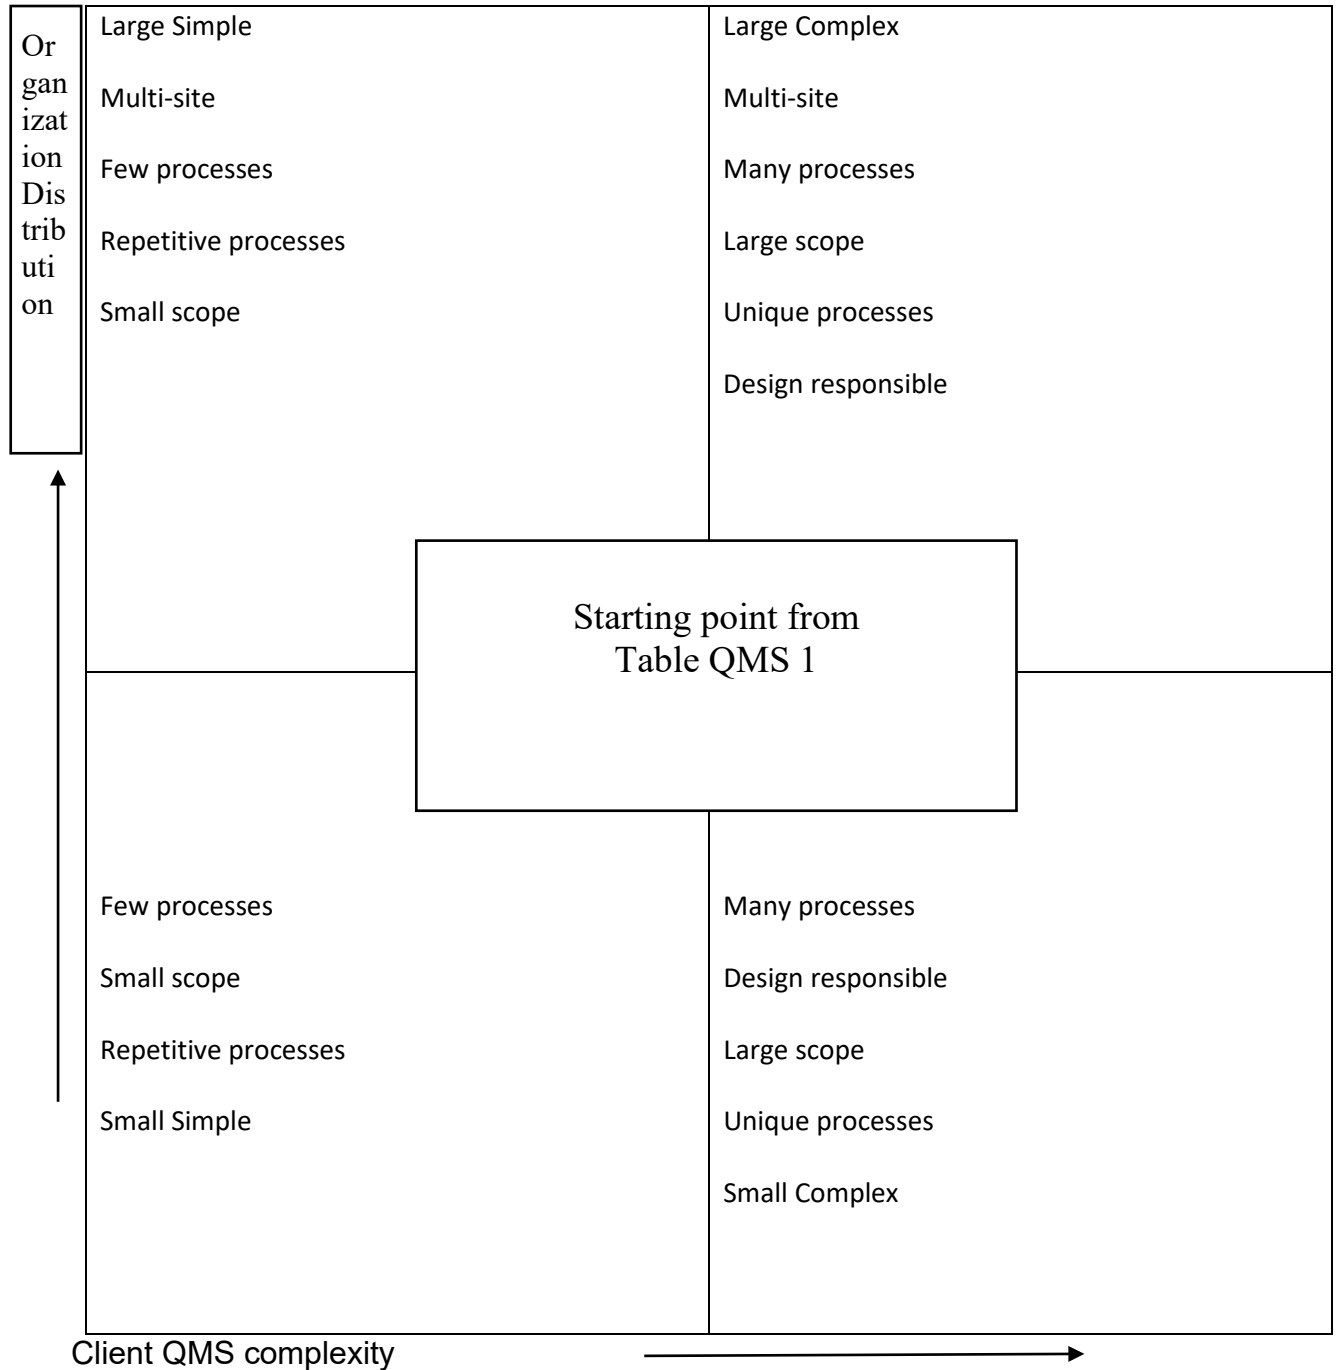 Or
gan
izat
ion
Dis
trib
uti
on
Large Simple
Multi-site
Few processes
Repetitive processes
Small scope
Large Complex
Multi-site
Many processes
Large scope
Unique processes
Design responsible
Starting point from
Table QMS 1
Few processes
Small scope
Repetitive processes
Small Simple
Many processes
Design responsible
Large scope
Unique processes
Small Complex
Client QMS complexity